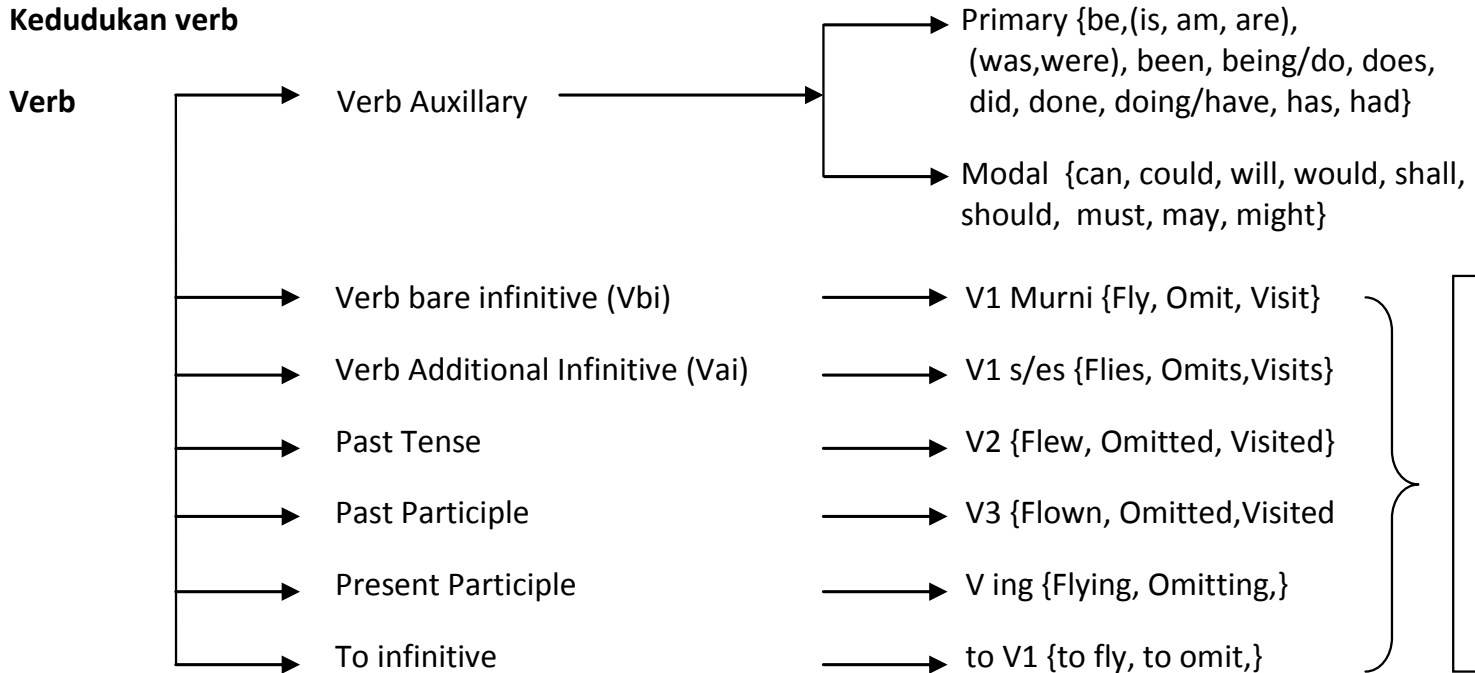 Kedudukan verb
Verb
Verb Auxillary
Primary {be,(is, am, are),
(was,were), been, being/do, does,
did, done, doing/have, has, had}
Modal {can, could, will, would, shall,
should, must, may, might}
Verb bare infinitive (Vbi)
V1 Murni {Fly, Omit, Visit}
Verb Additional Infinitive (Vai)
V1 s/es {Flies, Omits,Visits}
Past Tense
V2 {Flew, Omitted, Visited}
Past Participle
V3 {Flown, Omitted,Visited
Present Participle
V ing {Flying, Omitting,}
To infinitive
to V1 {to fly, to omit,}